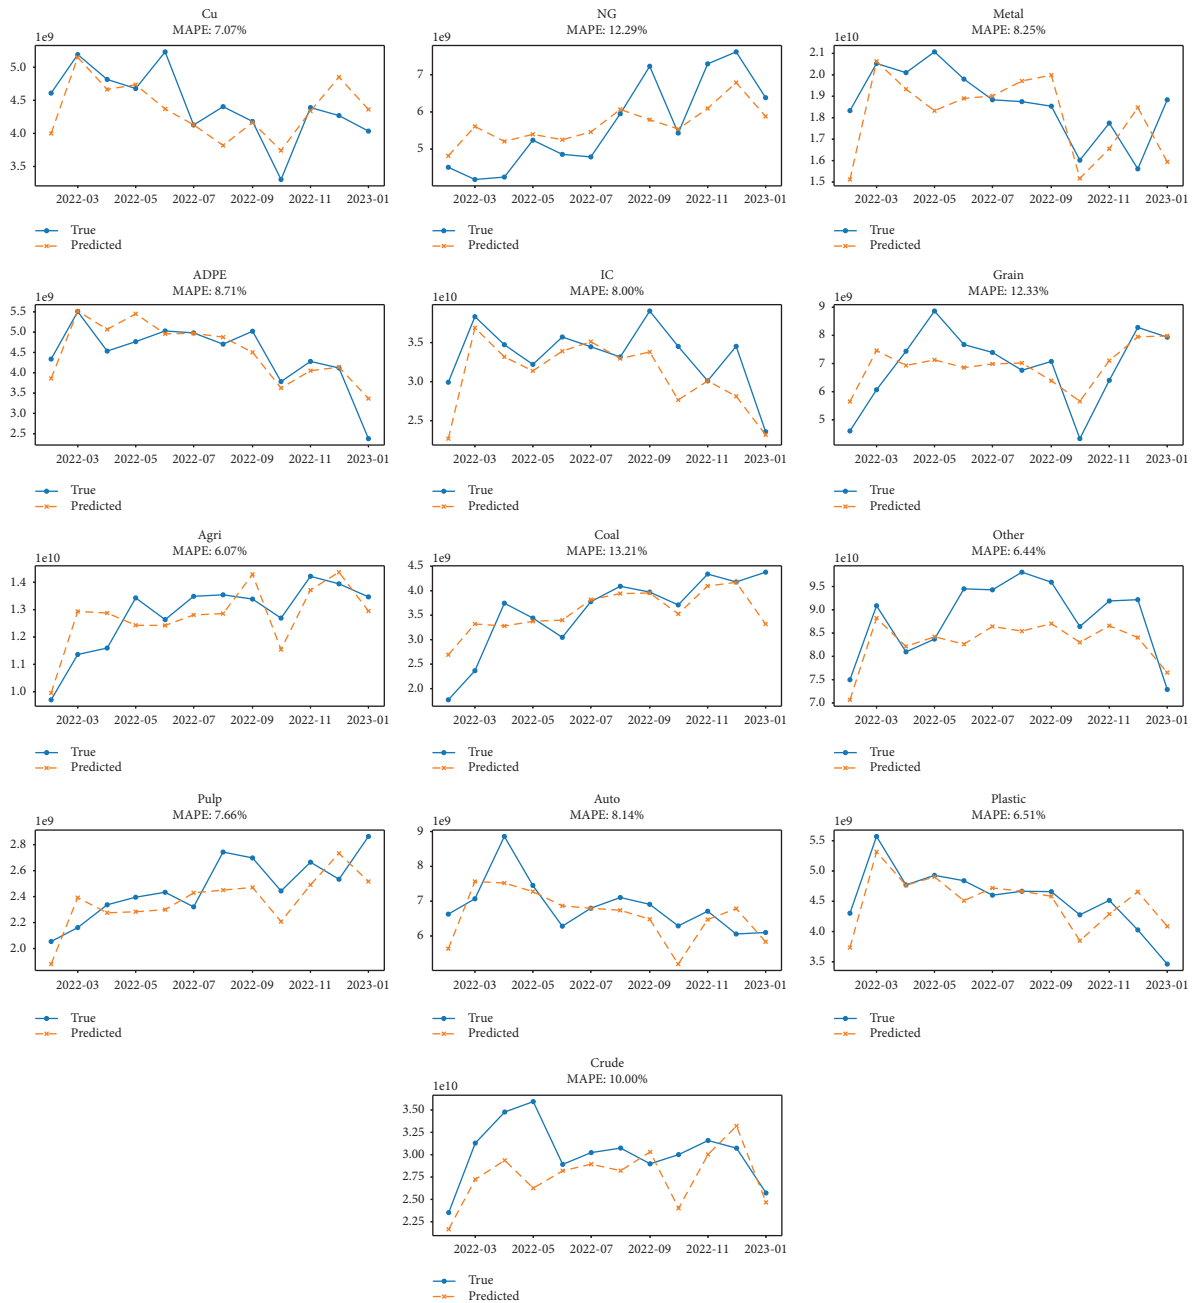 Cu
MAPE: 7.07%
1e9
5.0
4.5
4.0
3.5
2022-03 2022-05 2022-07 2022-09 2022-11 2023-01
True
Predicted
NG
MAPE: 12.29%
1e9
7
6
5
2022-03 2022-05 2022-07 2022-09 2022-11 2023-01
True
Predicted
Metal
MAPE: 8.25%
1e10
2.1
2.0
1.9
1.8
1.7
1.6
1.5
2022-03 2022-05 2022-07 2022-09 2022-11 2023-01
True
Predicted
ADPE
MAPE: 8.71%
1e9
5.5
5.0
4.5
4.0
3.5
3.0
2.5
2022-03 2022-05 2022-07 2022-09 2022-11 2023-01
True
Predicted
IC
MAPE: 8.00%
1e10
3.5
3.0
2.5
2022-03 2022-05 2022-07 2022-09 2022-11 2023-01
True
Predicted
Grain
MAPE: 12.33%
1e9
9
8
7
6
5
2022-03 2022-05 2022-07 2022-09 2022-11 2023-01
True
Predicted
Agri
MAPE: 6.07%
1e10
1.4
1.3
1.2
1.1
1.0
2022-03 2022-05 2022-07 2022-09 2022-11 2023-01
True
Predicted
Coal
MAPE: 13.21%
1e9
4.5
4.0
3.5
3.0
2.5
2.0
2022-03 2022-05 2022-07 2022-09 2022-11 2023-01
True
Predicted
Other
MAPE: 6.44%
1e10
9.5
9.0
8.5
8.0
7.5
7.0
2022-03 2022-05 2022-07 2022-09 2022-11 2023-01
True
Predicted
Pulp
MAPE: 7.66%
1e9
2.8
2.6
2.4
2.2
2.0
2022-03 2022-05 2022-07 2022-09 2022-11 2023-01
True
Predicted
Auto
MAPE: 8.14%
1e9
9
8
7
6
2022-03 2022-05 2022-07 2022-09 2022-11 2023-01
True
Predicted
Plastic
MAPE: 6.51%
1e9
5.5
5.0
4.5
4.0
3.5
2022-03 2022-05 2022-07 2022-09 2022-11 2023-01
True
Predicted
Crude
MAPE: 10.00%
1e10
3.50
3.25
3.00
2.75
2.50
2.25
2022-03 2022-05 2022-07 2022-09 2022-11 2023-01
True
Predicted